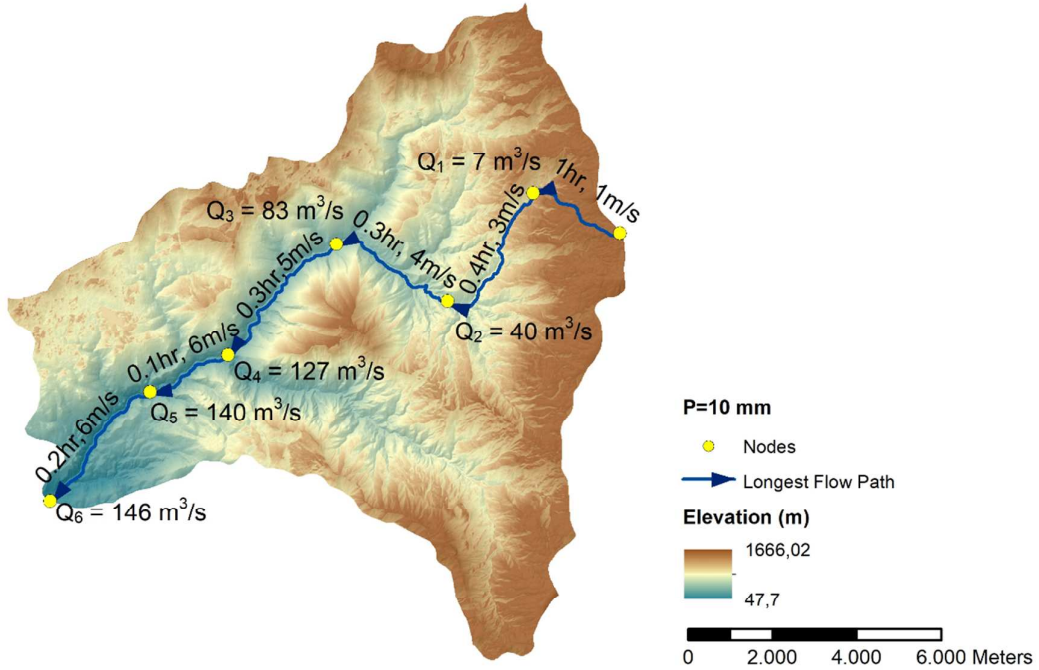 Q₁ = 7 m³/s
1hr, 1m/s
Q₃ = 83 m³/s
0.3hr, 4m/s
0.4hr, 3m/s
0.3hr,5m/s
Q₂ = 40 m³/s
0.1hr, 6m/s
Q₄ = 127 m³/s
0.2hr,6m/s
Q₅ = 140 m³/s
Q₆ = 146 m³/s
P=10 mm
Nodes
Longest Flow Path
Elevation (m)
1666,02
47,7
0 2.000 4.000 6.000 Meters